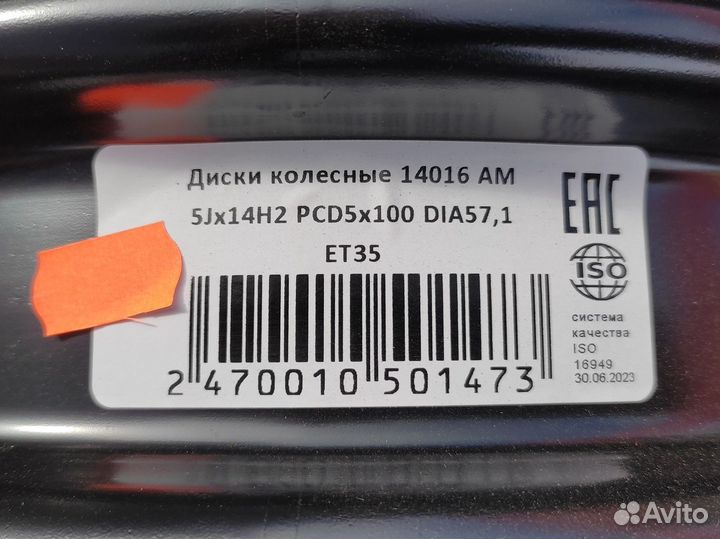 Диски колесные 14016 AM
5Jx14H2 PCD5x100 DIA57,1
ET35
EAC
ISO
система
качества
ISO
16949
30.06.2023
2 470010 501473
Avito